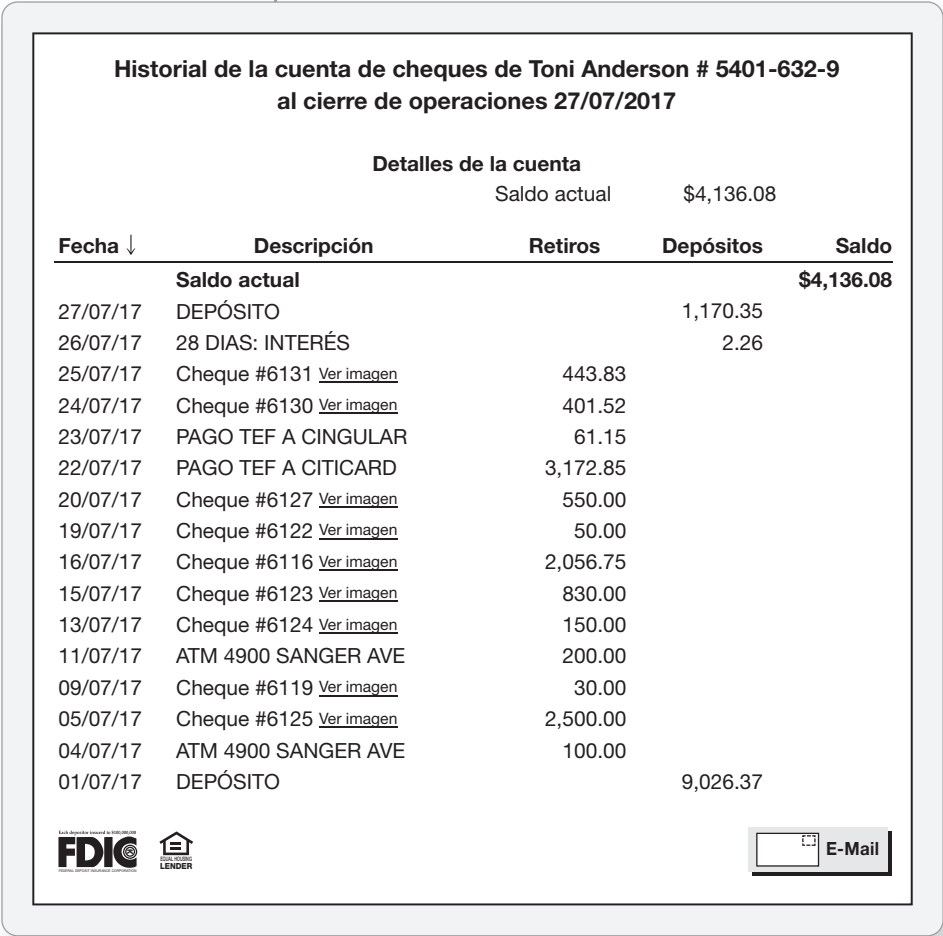 Historial de la cuenta de cheques de Toni Anderson # 5401-632-9
al cierre de operaciones 27/07/2017
Detalles de la cuenta
Saldo actual $4,136.08
Fecha ↓ Descripción Retiros Depósitos Saldo
Saldo actual $4,136.08
27/07/17 DEPÓSITO 1,170.35
26/07/17 28 DIAS: INTERÉS 2.26
25/07/17 Cheque #6131 Ver imagen 443.83
24/07/17 Cheque #6130 Ver imagen 401.52
23/07/17 PAGO TEF A CINGULAR 61.15
22/07/17 PAGO TEF A CITICARD 3,172.85
20/07/17 Cheque #6127 Ver imagen 550.00
19/07/17 Cheque #6122 Ver imagen 50.00
16/07/17 Cheque #6116 Ver imagen 2,056.75
15/07/17 Cheque #6123 Ver imagen 830.00
13/07/17 Cheque #6124 Ver imagen 150.00
11/07/17 ATM 4900 SANGER AVE 200.00
09/07/17 Cheque #6119 Ver imagen 30.00
05/07/17 Cheque #6125 Ver imagen 2,500.00
04/07/17 ATM 4900 SANGER AVE 100.00
01/07/17 DEPÓSITO 9,026.37
Each depositor insured to
FDIC
FEDERAL DEPOSIT INSURANCE CORPORATION
EQUAL HOUSING
LENDER
E-Mail